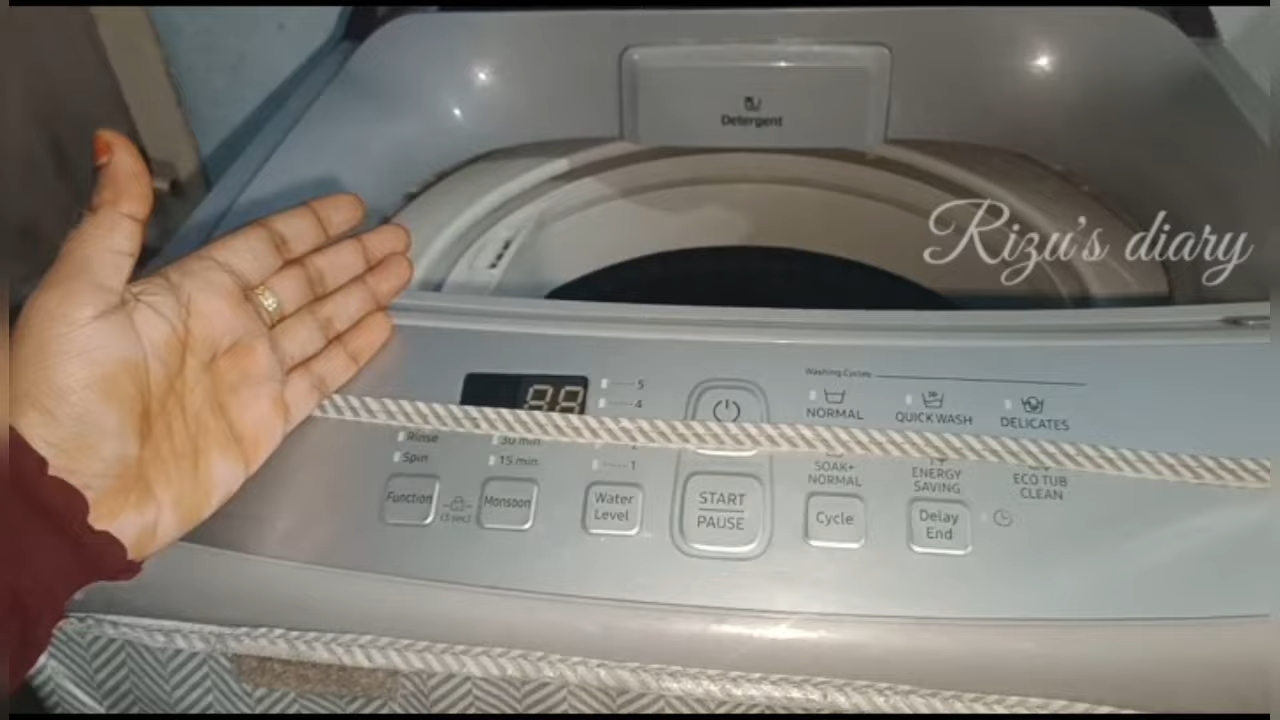 Detergent
Rizu's diary
88
5
4
1
Washing Cycles
NORMAL
QUICK WASH
DELICATES
Rinse
Spin
30 min
15 min
SOAK+
NORMAL
ENERGY
SAVING
ECO TUB
CLEAN
Function
(3 sec)
Monsoon
Water
Level
START
PAUSE
Cycle
Delay
End